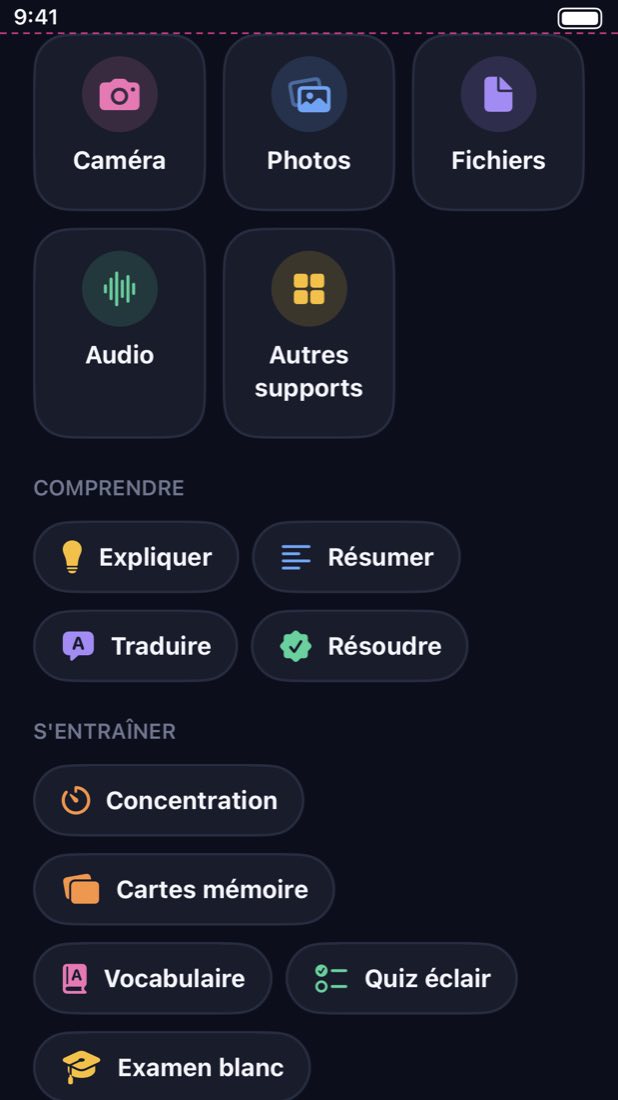 9:41
Caméra
Photos
Fichiers
Audio
Autres
supports
COMPRENDRE
Expliquer
Résumer
Traduire
Résoudre
S'ENTRAÎNER
Concentration
Cartes mémoire
Vocabulaire
Quiz éclair
Examen blanc